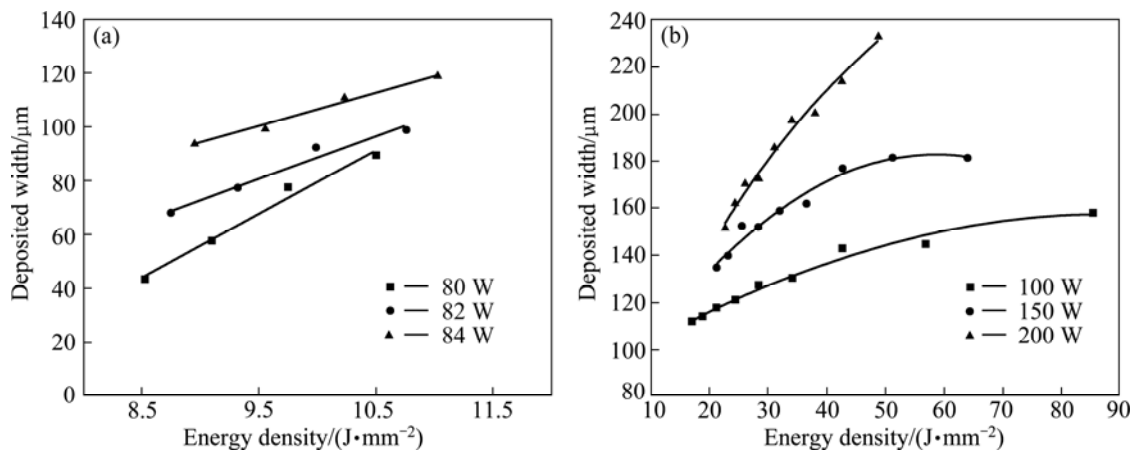 (a)
140
120
100
80
60
40
20
0
Deposited width/μm
8.5 9.5 10.5 11.5
Energy density/(J•mm⁻²)
80 W
82 W
84 W
(b)
240
220
200
180
160
140
120
100
80
Deposited width/μm
10 20 30 40 50 60 70 80 90
Energy density/(J•mm⁻²)
100 W
150 W
200 W